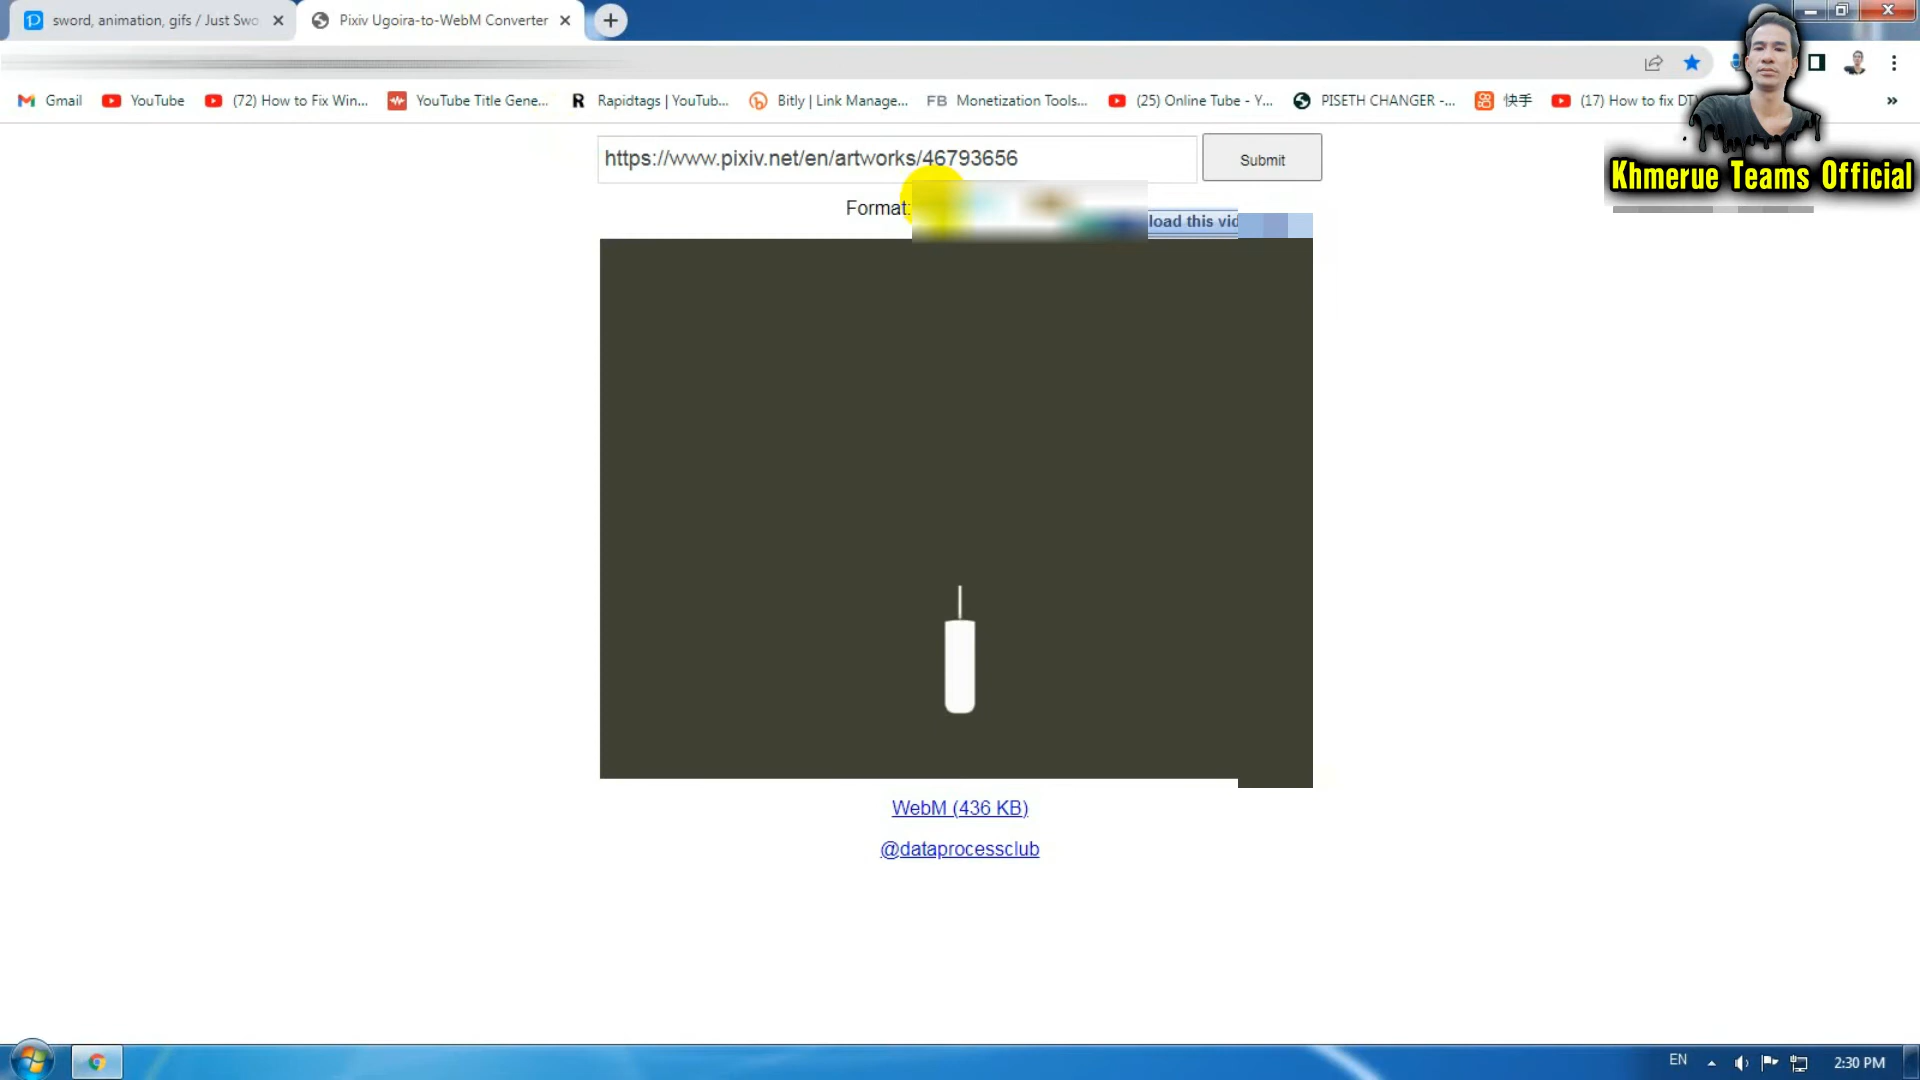 sword, animation, gifs / Just Swo
Pixiv Ugoira-to-WebM Converter
Gmail
YouTube
(72) How to Fix Win...
YouTube Title Gene...
Rapidtags | YouTub...
Bitly | Link Manage...
FB Monetization Tools...
(25) Online Tube - Y...
PISETH CHANGER -...
快手
(17) How to fix DT
»
Khmerue Teams Official
https://www.pixiv.net/en/artworks/46793656
Submit
Format:
load this vid
WebM (436 KB)
@dataprocessclub
EN
2:30 PM